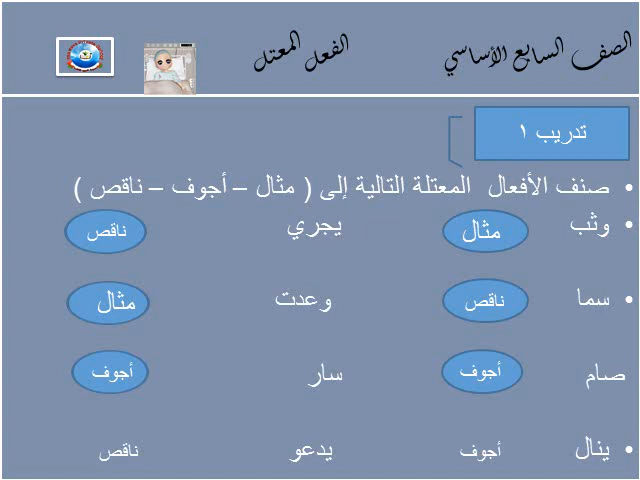 الصف السابع الأساسي الفعل المعتل
تدريب ١
• صنف الأفعال المعتلة التالية إلى ( مثال – أجوف – ناقص )
• وثب مثال يجري ناقص
• سما ناقص وعدت مثال
صام أجوف سار أجوف
• ينال أجوف يدعو ناقص